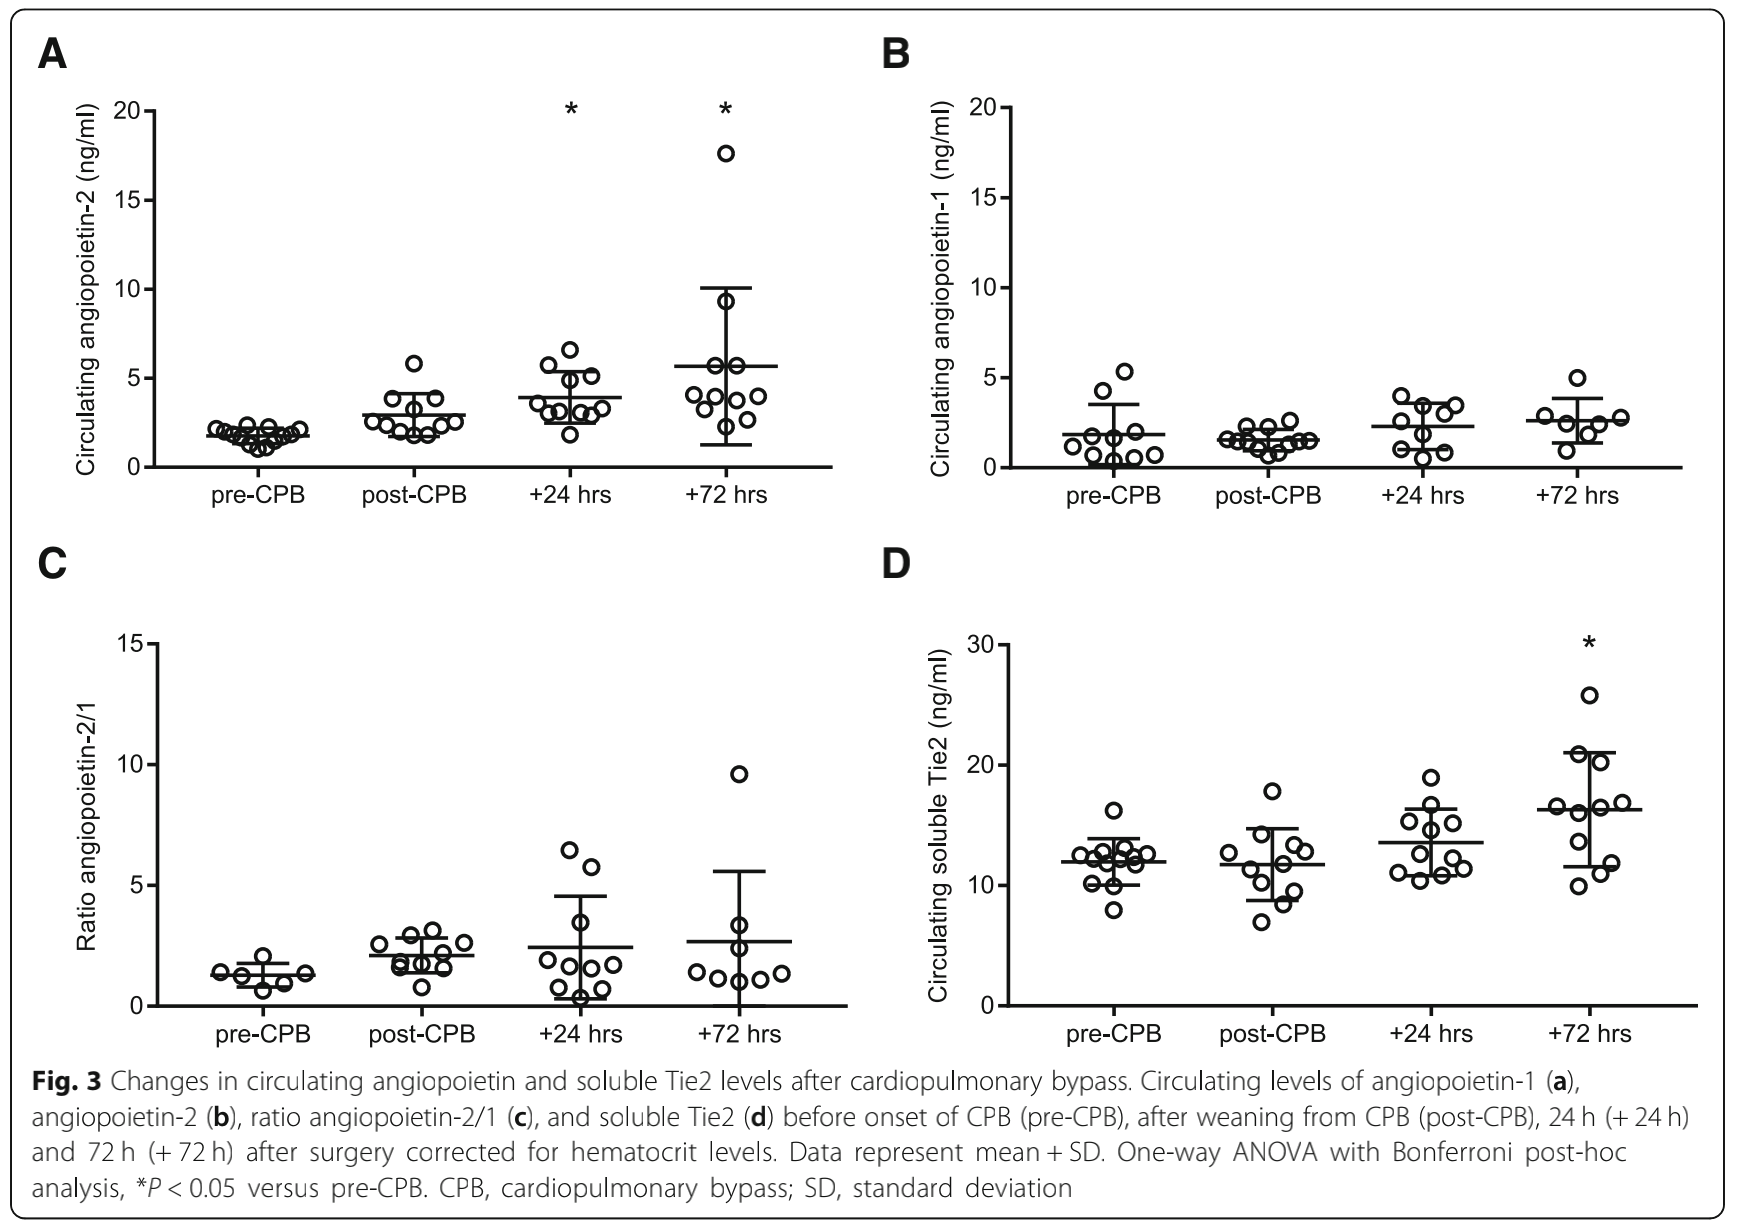 A
B
Circulating angiopoietin-2 (ng/ml)
20
15
10
5
0
* *
pre-CPB post-CPB +24 hrs +72 hrs
Circulating angiopoietin-1 (ng/ml)
20
15
10
5
0
pre-CPB post-CPB +24 hrs +72 hrs
C
D
Ratio angiopoietin-2/1
15
10
5
0
pre-CPB post-CPB +24 hrs +72 hrs
Circulating soluble Tie2 (ng/ml)
30
20
10
0
*
pre-CPB post-CPB +24 hrs +72 hrs
Fig. 3 Changes in circulating angiopoietin and soluble Tie2 levels after cardiopulmonary bypass. Circulating levels of angiopoietin-1 (a),
angiopoietin-2 (b), ratio angiopoietin-2/1 (c), and soluble Tie2 (d) before onset of CPB (pre-CPB), after weaning from CPB (post-CPB), 24 h (+ 24 h)
and 72 h (+ 72 h) after surgery corrected for hematocrit levels. Data represent mean + SD. One-way ANOVA with Bonferroni post-hoc
analysis, *P < 0.05 versus pre-CPB. CPB, cardiopulmonary bypass; SD, standard deviation